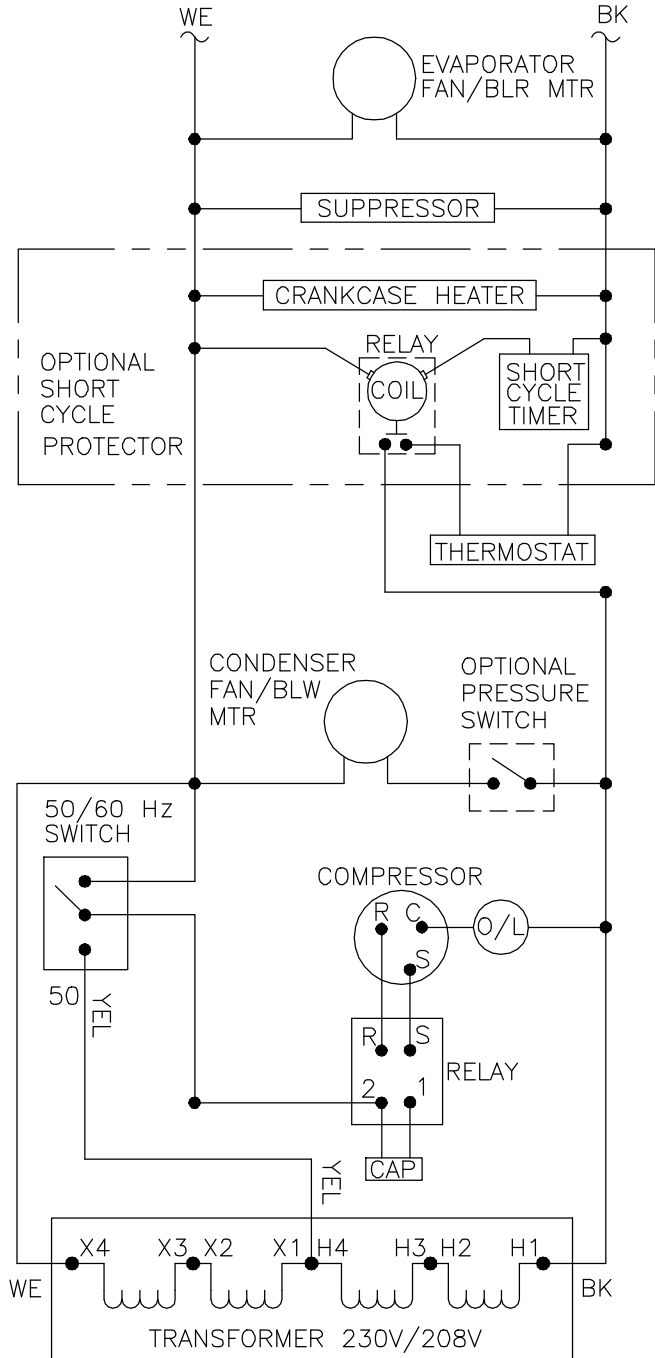 WE
BK
EVAPORATOR
FAN/BLR MTR
SUPPRESSOR
CRANKCASE HEATER
OPTIONAL
SHORT
CYCLE
PROTECTOR
RELAY
COIL
SHORT
CYCLE
TIMER
THERMOSTAT
CONDENSER
FAN/BLW
MTR
OPTIONAL
PRESSURE
SWITCH
50/60 Hz
SWITCH
COMPRESSOR
R C
S
O/L
50
YEL
R S
2 1
RELAY
CAP
YEL
X4 X3 X2 X1 H4 H3 H2 H1
WE
BK
TRANSFORMER 230V/208V